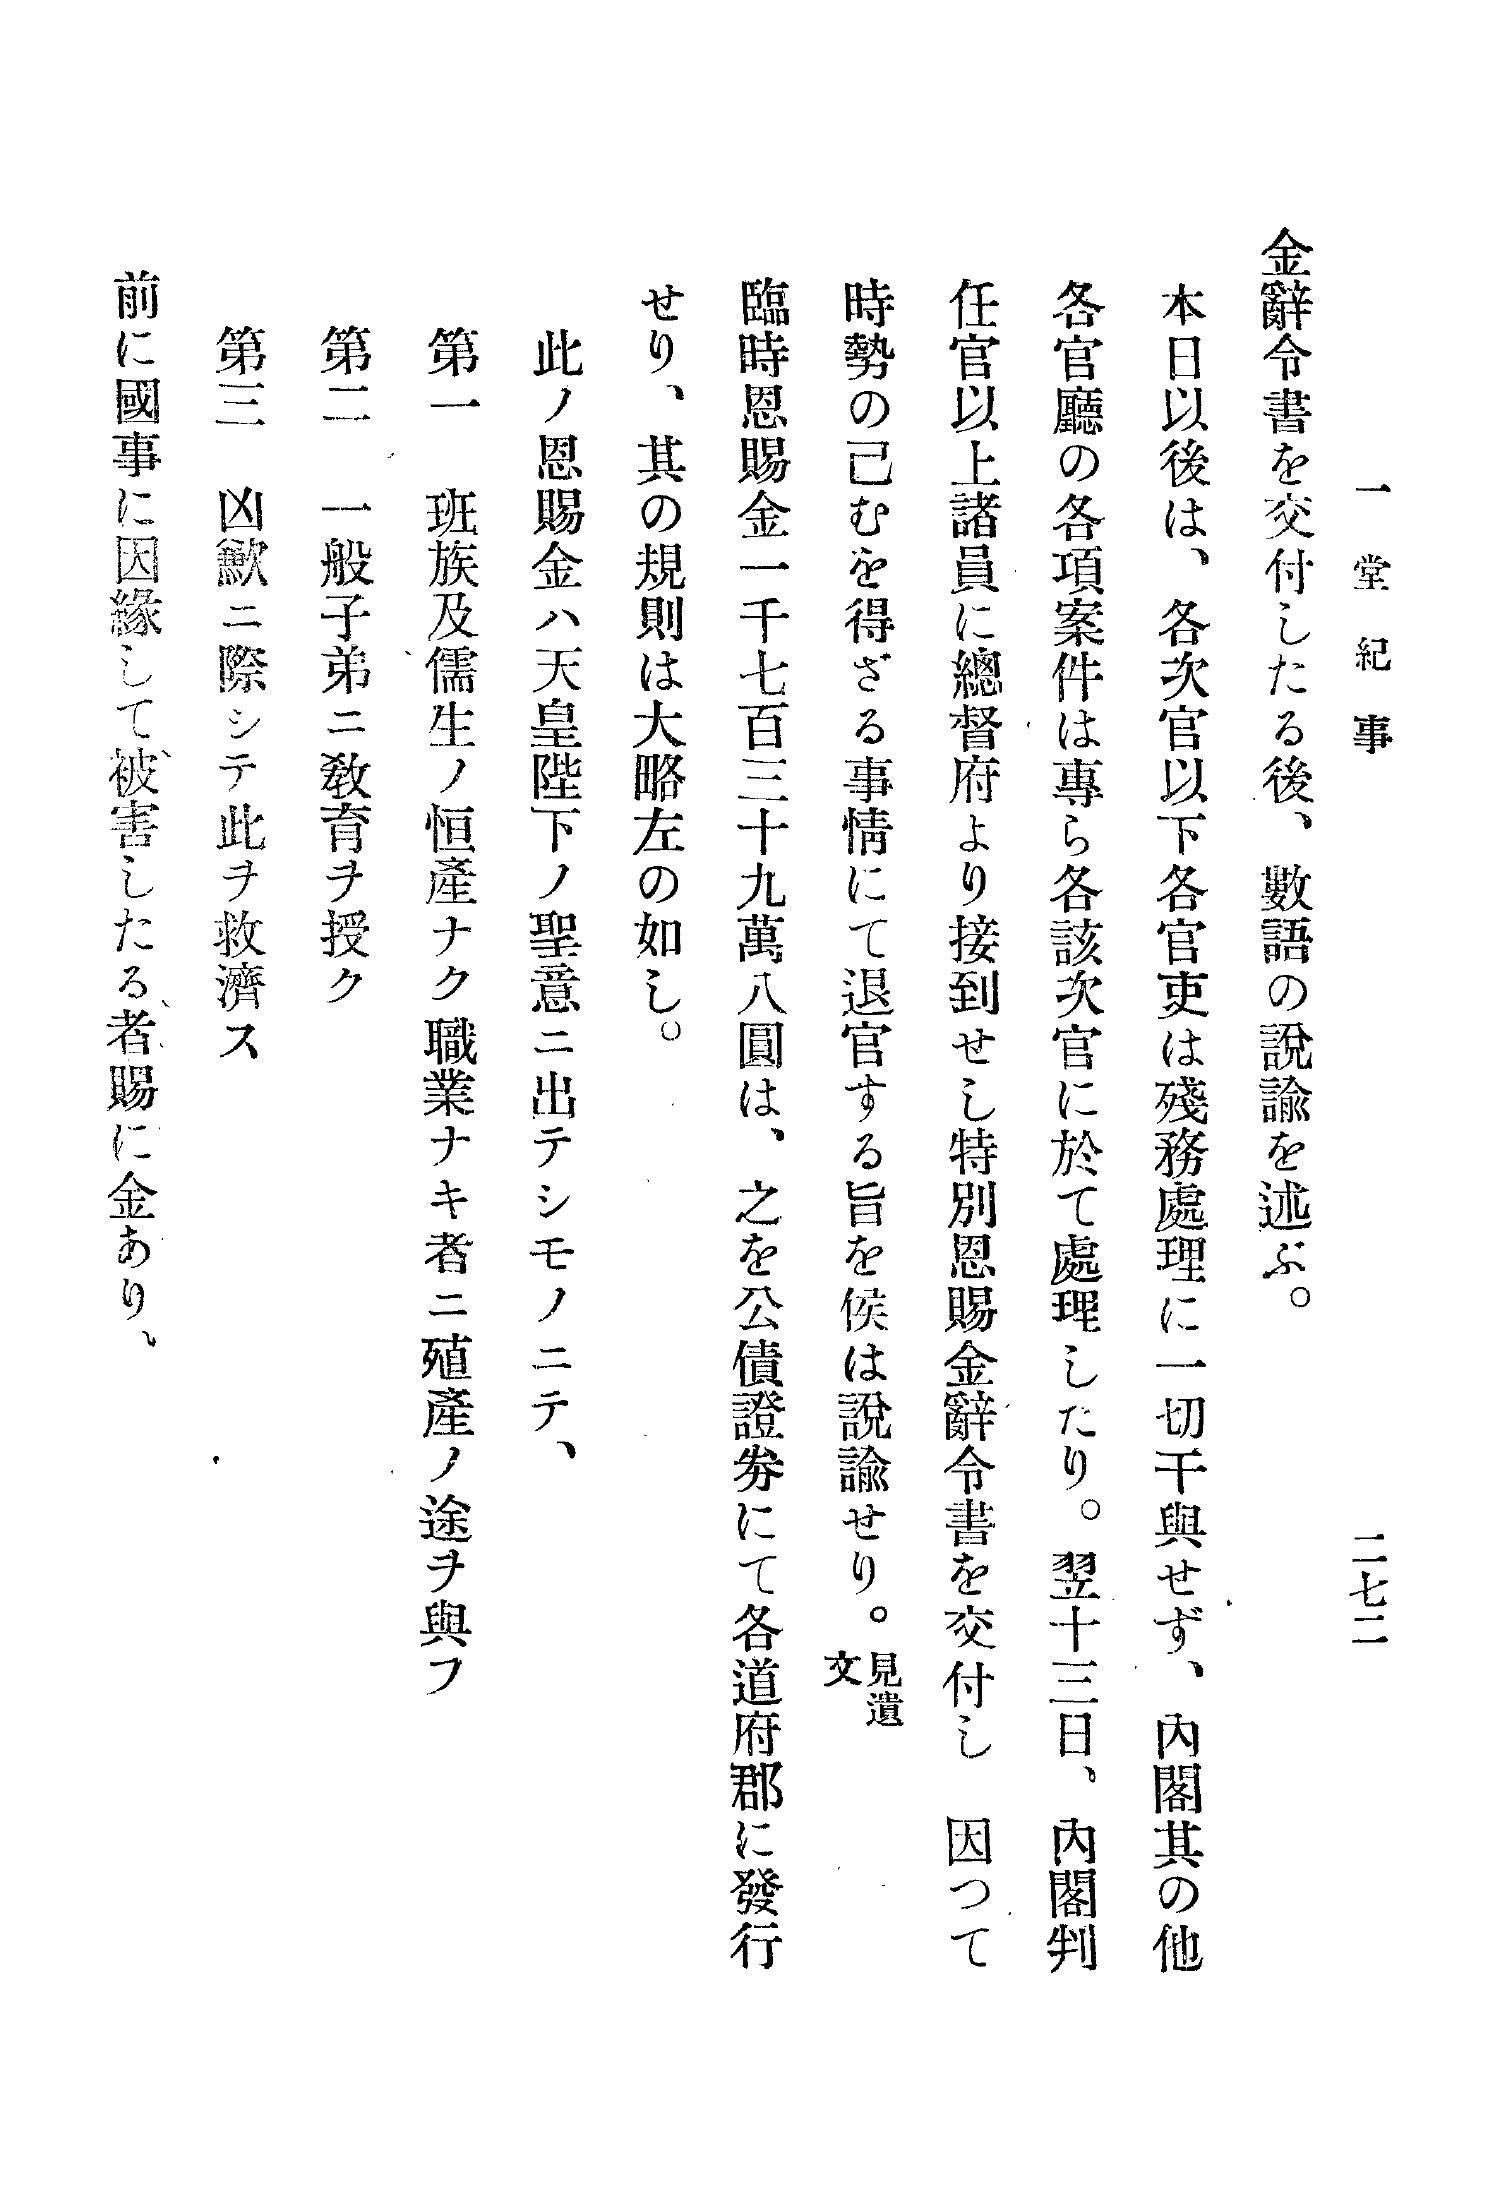 一堂紀事
二七二
金辭令書を交付したる後、數語の說諭を述ぶ。
本日以後は、各次官以下各官吏は殘務處理に一切干與せず、內閣其の他
各官廳の各項案件は專ら各該次官に於て處理したり。翌十三日、內閣判
任官以上諸員に總督府より接到せし特別恩賜金辭令書を交付し　因つて
時勢の己むを得ざる事情にて退官する旨を侯は說諭せり。見遺文
臨時恩賜金一千七百三十九萬八圓は、之を公債證劵にて各道府郡に發行
せり、其の規則は大略左の如し。
此ノ恩賜金ハ天皇陛下ノ聖意ニ出テシモノニテ、
第一　班族及儒生ノ恒產ナク職業ナキ者ニ殖產ノ途ヲ與フ
第二　一般子弟ニ敎育ヲ授ク
第三　凶歉ニ際シテ此ヲ救濟ス
前に國事に因緣して被害したる者賜に金あり、